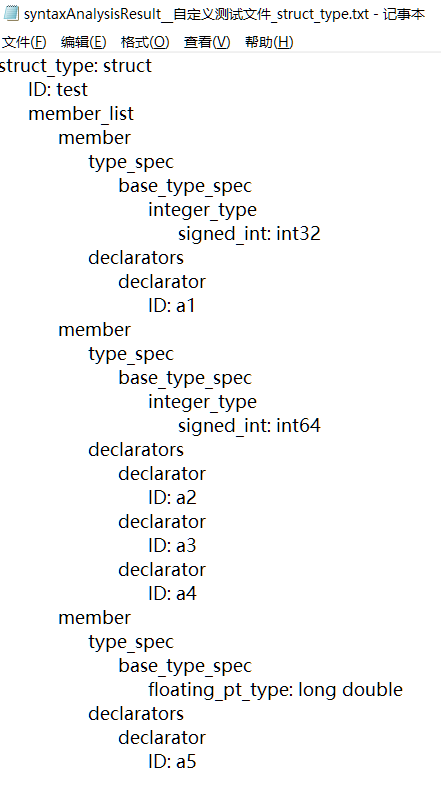 syntaxAnalysisResult__自定义测试文件_struct_type.txt - 记事本
文件(F) 编辑(E) 格式(O) 查看(V) 帮助(H)
struct_type: struct
ID: test
member_list
member
type_spec
base_type_spec
integer_type
signed_int: int32
declarators
declarator
ID: a1
member
type_spec
base_type_spec
integer_type
signed_int: int64
declarators
declarator
ID: a2
declarator
ID: a3
declarator
ID: a4
member
type_spec
base_type_spec
floating_pt_type: long double
declarators
declarator
ID: a5